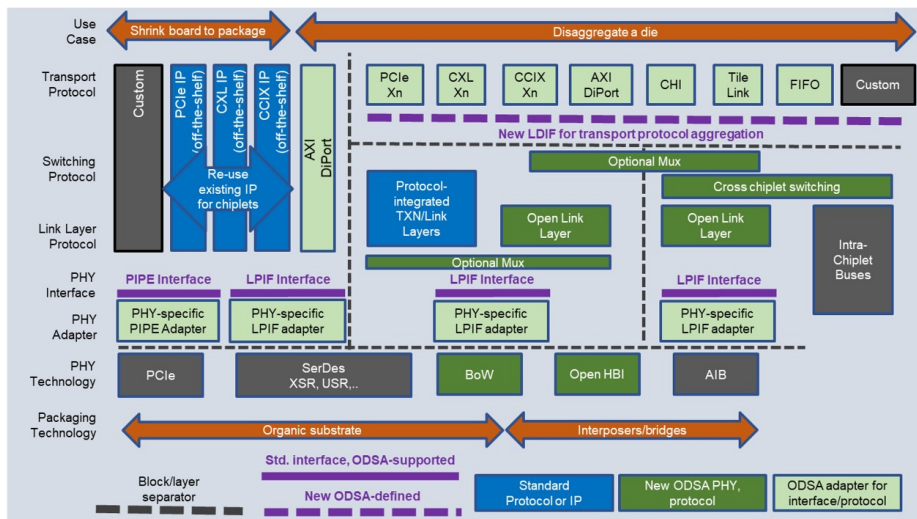 Use
Case
Shrink board to package
Disaggregate a die
Transport
Protocol
Custom
PCIe IP
(off-the-shelf)
CXL IP
(off-the-shelf)
CCIX IP
(off-the-shelf)
AXI
DiPort
PCIe
Xn
CXL
Xn
CCIX
Xn
AXI
DiPort
CHI
Tile
Link
FIFO
Custom
New LDIF for transport protocol aggregation
Switching
Protocol
Re-use
existing IP
for chiplets
Optional Mux
Protocol-
integrated
TXN/Link
Layers
Cross chiplet switching
Link Layer
Protocol
Open Link
Layer
Open Link
Layer
Intra-
Chiplet
Buses
Optional Mux
PHY
Interface
PIPE Interface
LPIF Interface
LPIF Interface
LPIF Interface
PHY
Adapter
PHY-specific
PIPE Adapter
PHY-specific
LPIF adapter
PHY-specific
LPIF adapter
PHY-specific
LPIF adapter
PHY
Technology
PCIe
SerDes
XSR, USR,..
BoW
Open HBI
AIB
Packaging
Technology
Organic substrate
Interposers/bridges
Block/layer
separator
Std. interface, ODSA-supported
New ODSA-defined
Standard
Protocol or IP
New ODSA PHY,
protocol
ODSA adapter for
interface/protocol